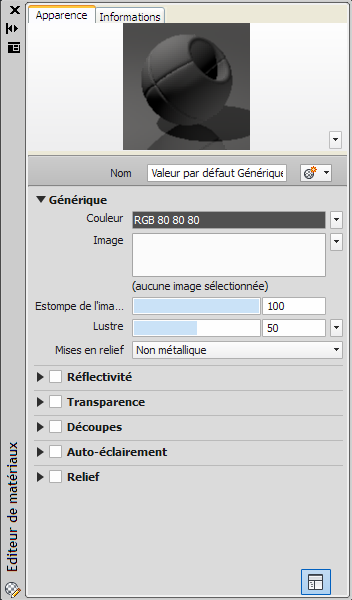 Apparence
Informations
Nom
Valeur par défaut Générique
Générique
Couleur
RGB 80 80 80
Image
(aucune image sélectionnée)
Estompe de l'ima...
100
Lustre
50
Mises en relief
Non métallique
Réflectivité
Transparence
Découpes
Auto-éclairement
Relief
Editeur de matériaux